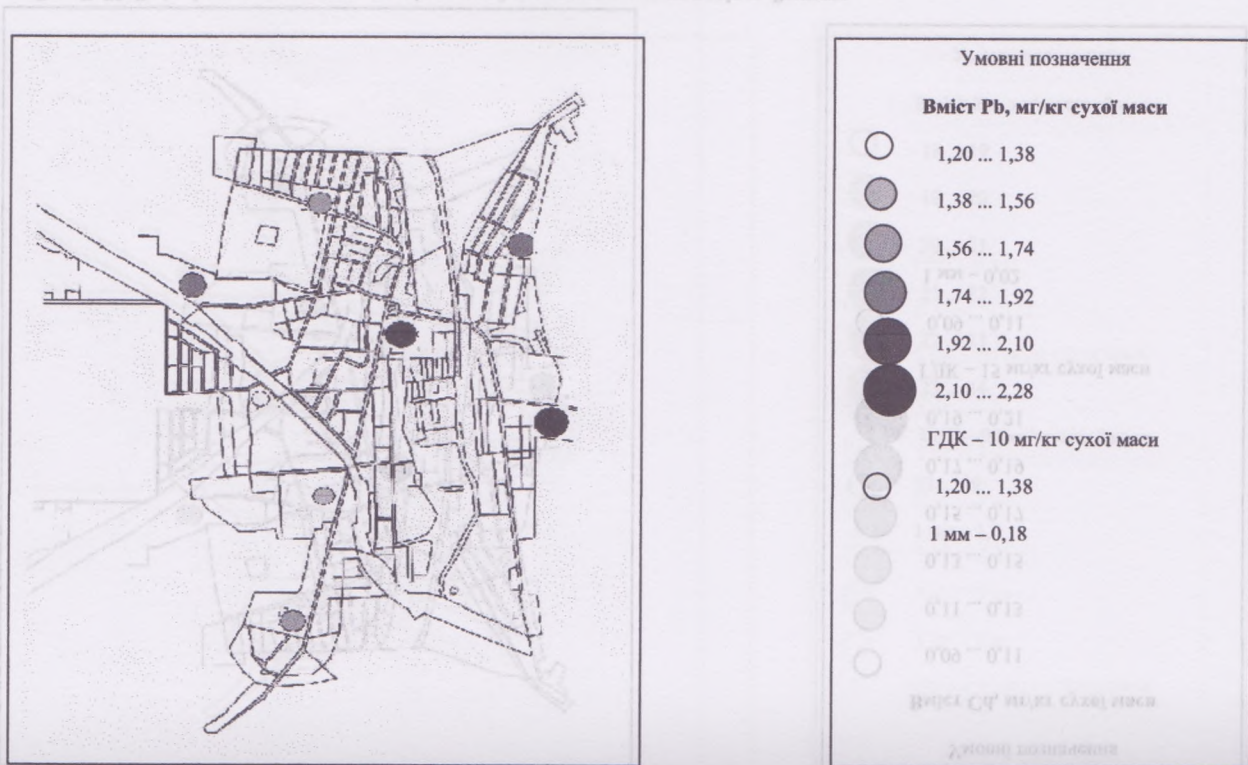 Умовні позначення
Вміст Pb, мг/кг сухої маси
1,20 ... 1,38
1,38 ... 1,56
1,56 ... 1,74
1,74 ... 1,92
1,92 ... 2,10
2,10 ... 2,28
ГДК – 10 мг/кг сухої маси
1,20 ... 1,38
1 мм – 0,18